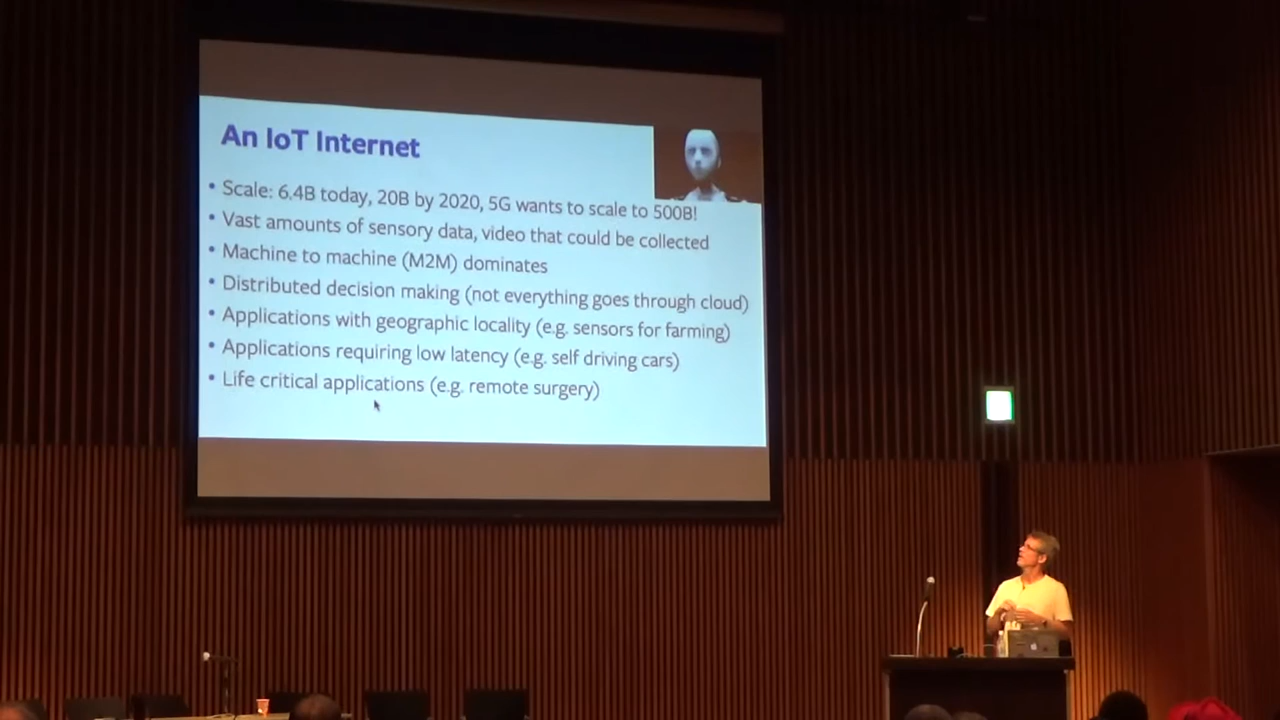 An IoT Internet
• Scale: 6.4B today, 20B by 2020, 5G wants to scale to 500B!
• Vast amounts of sensory data, video that could be collected
• Machine to machine (M2M) dominates
• Distributed decision making (not everything goes through cloud)
• Applications with geographic locality (e.g. sensors for farming)
• Applications requiring low latency (e.g. self driving cars)
• Life critical applications (e.g. remote surgery)